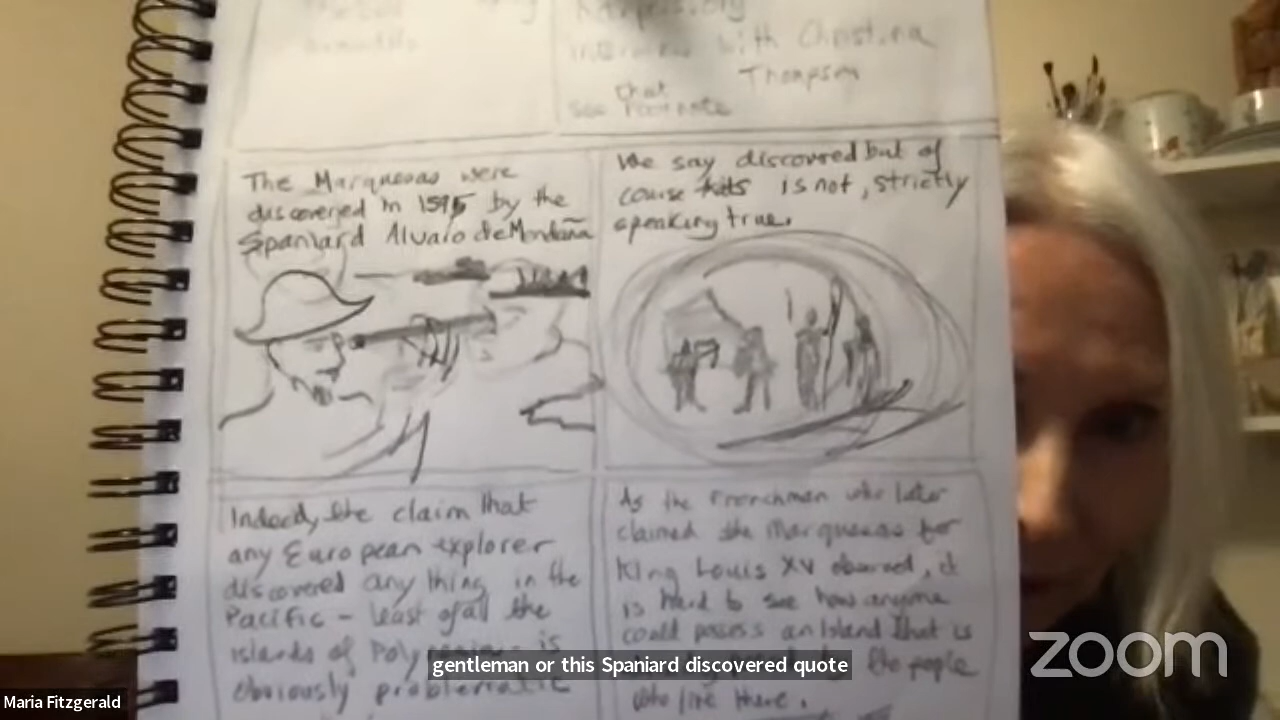 interview with Christina
Thompson
that
see footnote
The Marquesas were
discovered in 1595 by the
Spaniard Alvaro de Mendaña
We say discovered but of
course this is not, strictly
speaking true.
Indeed, the claim that
any European explorer
discovered anything in the
Pacific – least of all the
islands of Polynesia – is
obviously problematic
As the Frenchman who later
claimed the Marquesas for
King Louis XV observed, it
is hard to see how anyone
could possess an island that is
the people
who live there.
gentleman or this Spaniard discovered quote
Maria Fitzgerald
zoom